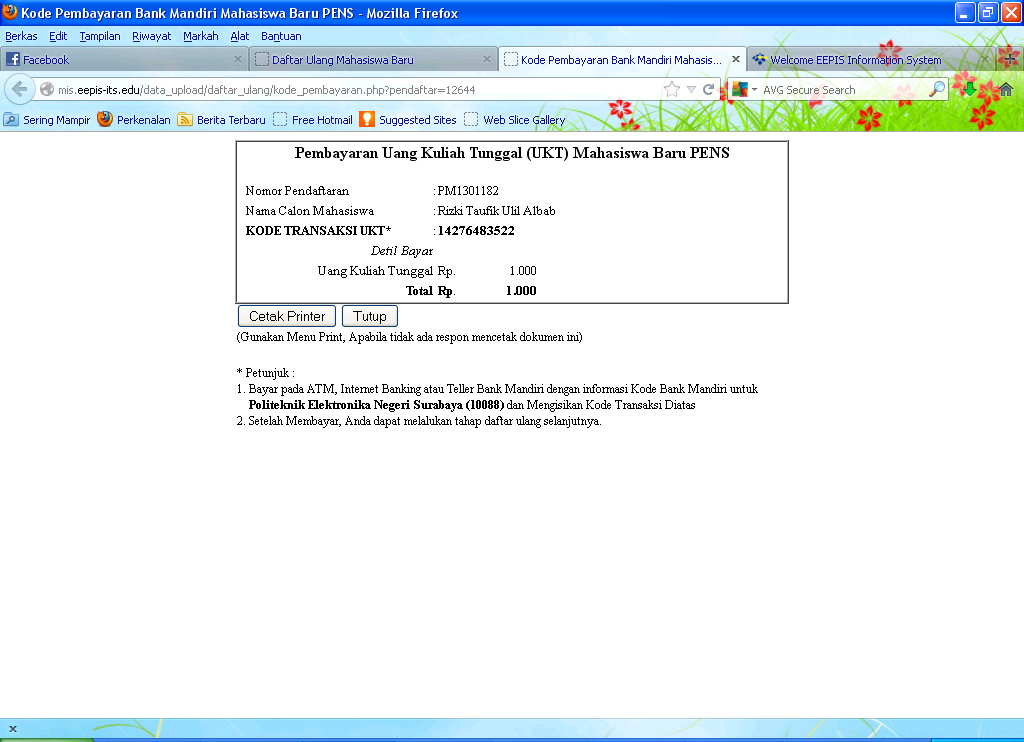 Kode Pembayaran Bank Mandiri Mahasiswa Baru PENS - Mozilla Firefox
Berkas Edit Tampilan Riwayat Markah Alat Bantuan
Facebook Daftar Ulang Mahasiswa Baru Kode Pembayaran Bank Mandiri Mahasis... Welcome EEPIS Information System
mis.eepis-its.edu/data_upload/daftar_ulang/kode_pembayaran.php?pendaftar=12644 AVG Secure Search
Sering Mampir Perkenalan Berita Terbaru Free Hotmail Suggested Sites Web Slice Gallery
Pembayaran Uang Kuliah Tunggal (UKT) Mahasiswa Baru PENS
Nomor Pendaftaran : PM1301182
Nama Calon Mahasiswa : Rizki Taufik Ulil Albab
KODE TRANSAKSI UKT* : 14276483522
Detil Bayar
Uang Kuliah Tunggal Rp. 1.000
Total Rp. 1.000
Cetak Printer Tutup
(Gunakan Menu Print, Apabila tidak ada respon mencetak dokumen ini)
* Petunjuk :
1. Bayar pada ATM, Internet Banking atau Teller Bank Mandiri dengan informasi Kode Bank Mandiri untuk
Politeknik Elektronika Negeri Surabaya (10088) dan Mengisikan Kode Transaksi Diatas
2. Setelah Membayar, Anda dapat melalukan tahap daftar ulang selanjutnya.